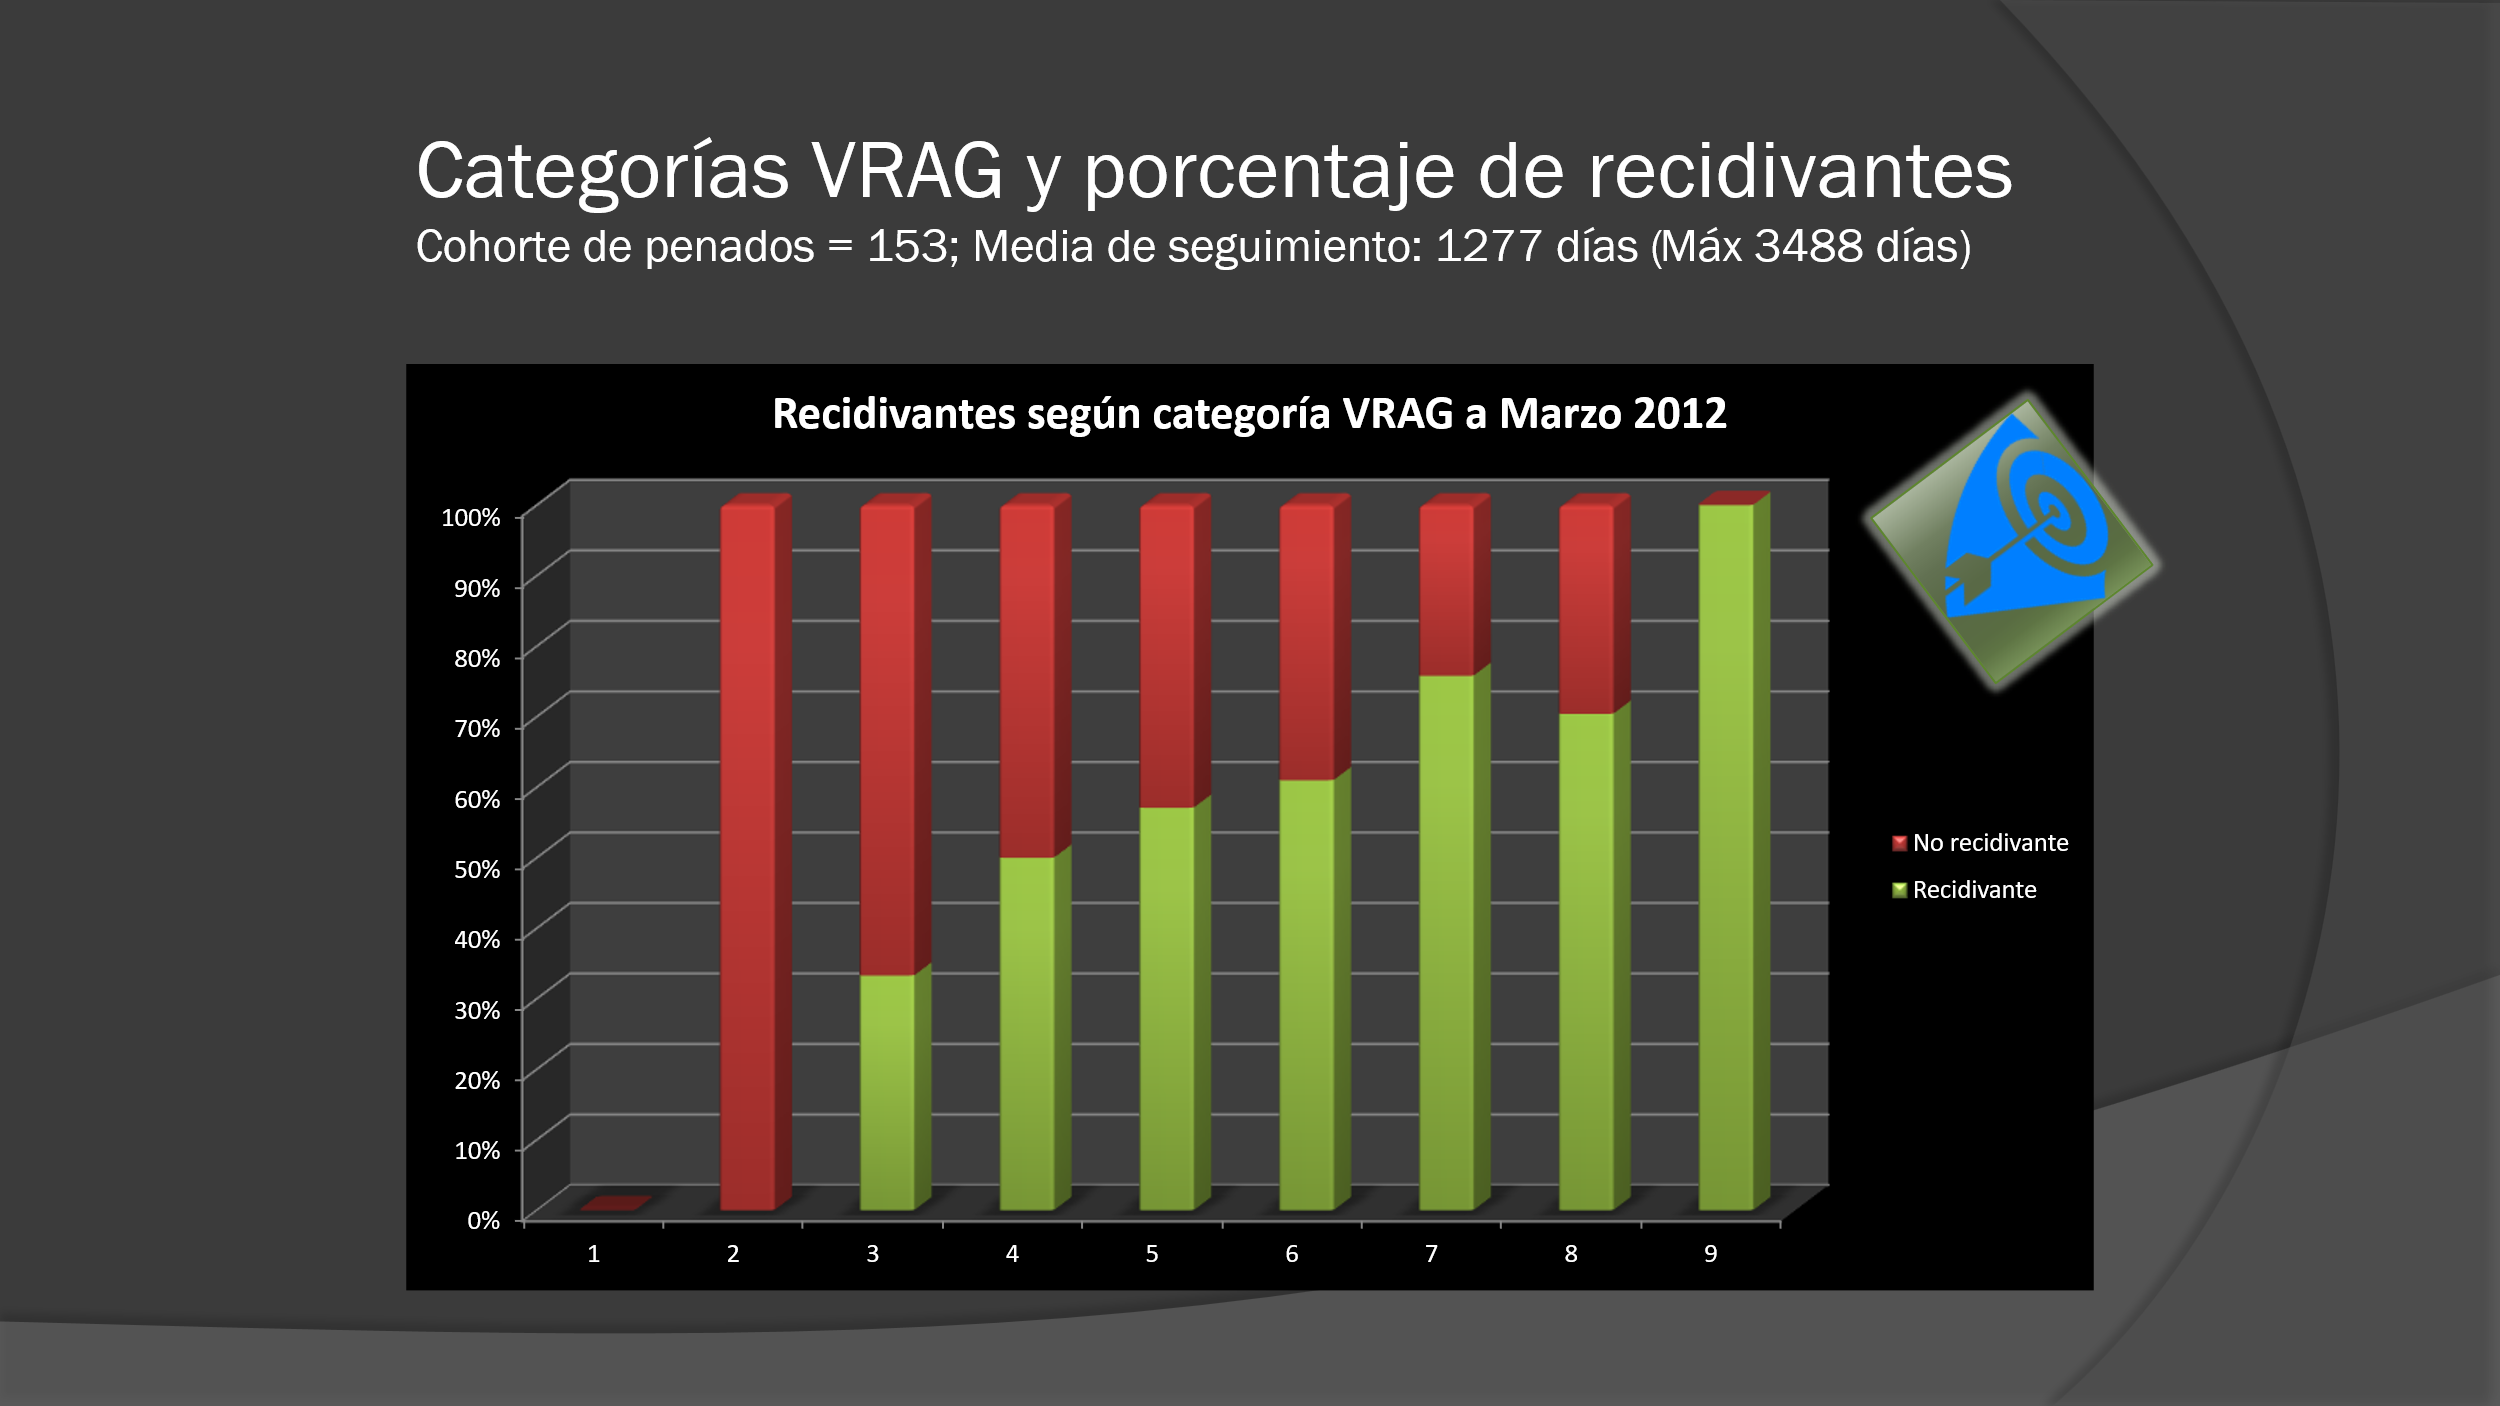 Categorías VRAG y porcentaje de recidivantes
Cohorte de penados = 153; Media de seguimiento: 1277 días (Máx 3488 días)
Recidivantes según categoría VRAG a Marzo 2012
100%
90%
80%
70%
60%
50%
40%
30%
20%
10%
0%
1 2 3 4 5 6 7 8 9
No recidivante
Recidivante